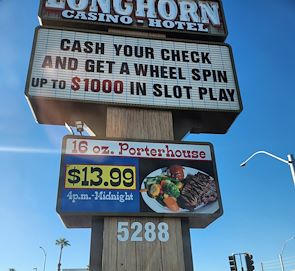 LONGHORN
CASINO - HOTEL
CASH YOUR CHECK
AND GET A WHEEL SPIN
UP TO $1000 IN SLOT PLAY
16 oz. Porterhouse
$13.99
4p.m.-Midnight
5288